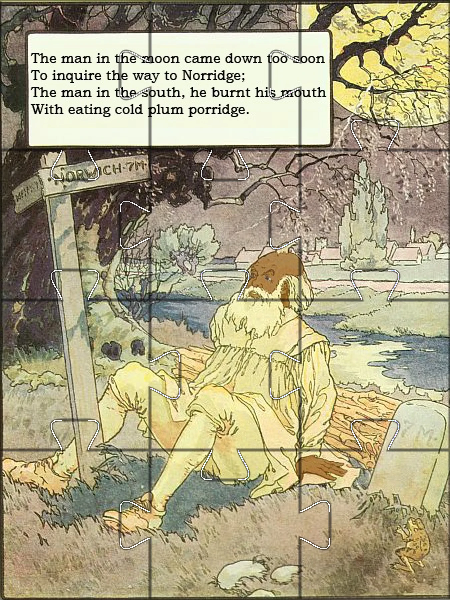 The man in the moon came down too soon
To inquire the way to Norridge;
The man in the south, he burnt his mouth
With eating cold plum porridge.
NORWICH·7M·
7·M·